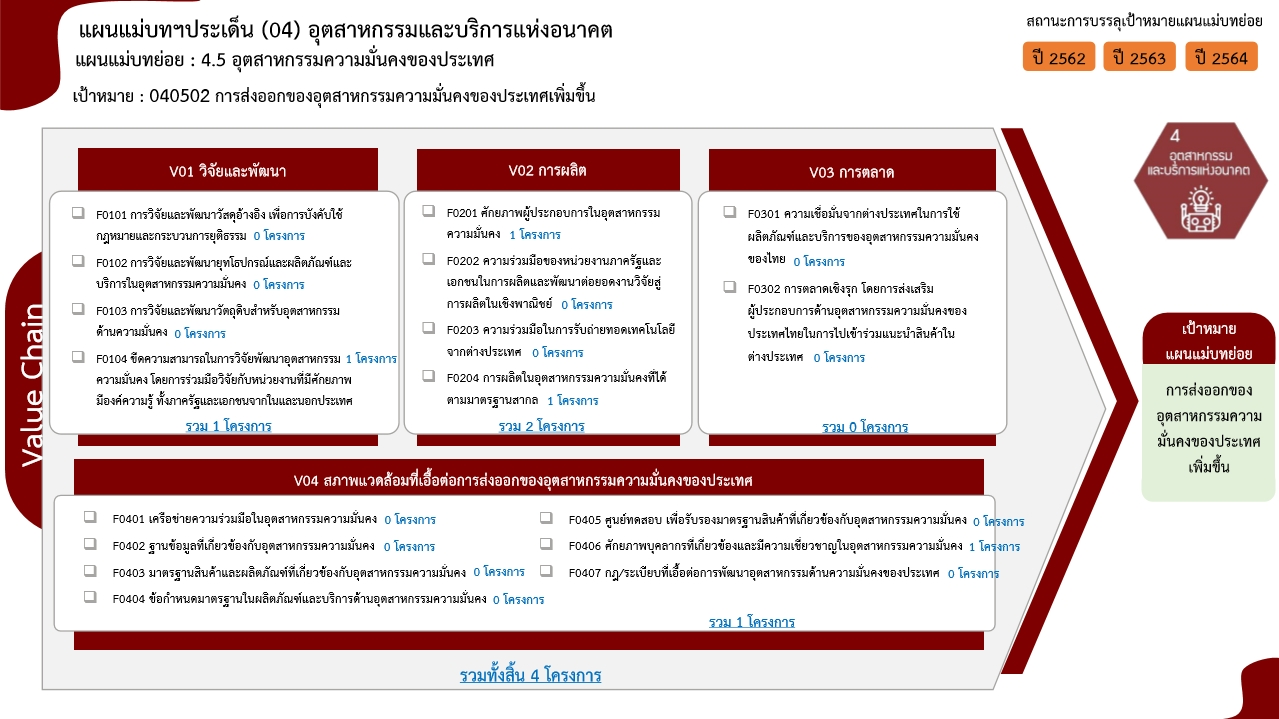 แผนแม่บทฯประเด็น (04) อุตสาหกรรมและบริการแห่งอนาคต
แผนแม่บทย่อย : 4.5 อุตสาหกรรมความมั่นคงของประเทศ
เป้าหมาย : 040502 การส่งออกของอุตสาหกรรมความมั่นคงของประเทศเพิ่มขึ้น
สถานะการบรรลุเป้าหมายแผนแม่บทย่อย
ปี 2562 ปี 2563 ปี 2564
Value Chain
V01 วิจัยและพัฒนา
F0101 การวิจัยและพัฒนาวัสดุอ้างอิง เพื่อการบังคับใช้
กฎหมายและกระบวนการยุติธรรม 0 โครงการ
F0102 การวิจัยและพัฒนายุทโธปกรณ์และผลิตภัณฑ์และ
บริการในอุตสาหกรรมความมั่นคง 0 โครงการ
F0103 การวิจัยและพัฒนาวัตถุดิบสำหรับอุตสาหกรรม
ด้านความมั่นคง 0 โครงการ
F0104 ขีดความสามารถในการวิจัยพัฒนาอุตสาหกรรม 1 โครงการ
ความมั่นคง โดยการร่วมมือวิจัยกับหน่วยงานที่มีศักยภาพ
มีองค์ความรู้ ทั้งภาครัฐและเอกชนจากในและนอกประเทศ
รวม 1 โครงการ
V02 การผลิต
F0201 ศักยภาพผู้ประกอบการในอุตสาหกรรม
ความมั่นคง 1 โครงการ
F0202 ความร่วมมือของหน่วยงานภาครัฐและ
เอกชนในการผลิตและพัฒนาต่อยอดงานวิจัยสู่
การผลิตในเชิงพาณิชย์ 0 โครงการ
F0203 ความร่วมมือในการรับถ่ายทอดเทคโนโลยี
จากต่างประเทศ 0 โครงการ
F0204 การผลิตในอุตสาหกรรมความมั่นคงที่ได้
ตามมาตรฐานสากล 1 โครงการ
รวม 2 โครงการ
V03 การตลาด
F0301 ความเชื่อมั่นจากต่างประเทศในการใช้
ผลิตภัณฑ์และบริการของอุตสาหกรรมความมั่นคง
ของไทย 0 โครงการ
F0302 การตลาดเชิงรุก โดยการส่งเสริม
ผู้ประกอบการด้านอุตสาหกรรมความมั่นคงของ
ประเทศไทยในการไปเข้าร่วมแนะนำสินค้าใน
ต่างประเทศ 0 โครงการ
รวม 0 โครงการ
V04 สภาพแวดล้อมที่เอื้อต่อการส่งออกของอุตสาหกรรมความมั่นคงของประเทศ
F0401 เครือข่ายความร่วมมือในอุตสาหกรรมความมั่นคง 0 โครงการ
F0402 ฐานข้อมูลที่เกี่ยวข้องกับอุตสาหกรรมความมั่นคง 0 โครงการ
F0403 มาตรฐานสินค้าและผลิตภัณฑ์ที่เกี่ยวข้องกับอุตสาหกรรมความมั่นคง 0 โครงการ
F0404 ข้อกำหนดมาตรฐานในผลิตภัณฑ์และบริการด้านอุตสาหกรรมความมั่นคง 0 โครงการ
F0405 ศูนย์ทดสอบ เพื่อรับรองมาตรฐานสินค้าที่เกี่ยวข้องกับอุตสาหกรรมความมั่นคง 0 โครงการ
F0406 ศักยภาพบุคลากรที่เกี่ยวข้องและมีความเชี่ยวชาญในอุตสาหกรรมความมั่นคง 1 โครงการ
F0407 กฎ/ระเบียบที่เอื้อต่อการพัฒนาอุตสาหกรรมด้านความมั่นคงของประเทศ 0 โครงการ
รวม 1 โครงการ
รวมทั้งสิ้น 4 โครงการ
4
อุตสาหกรรม
และบริการแห่งอนาคต
เป้าหมาย
แผนแม่บทย่อย
การส่งออกของ
อุตสาหกรรมความ
มั่นคงของประเทศ
เพิ่มขึ้น